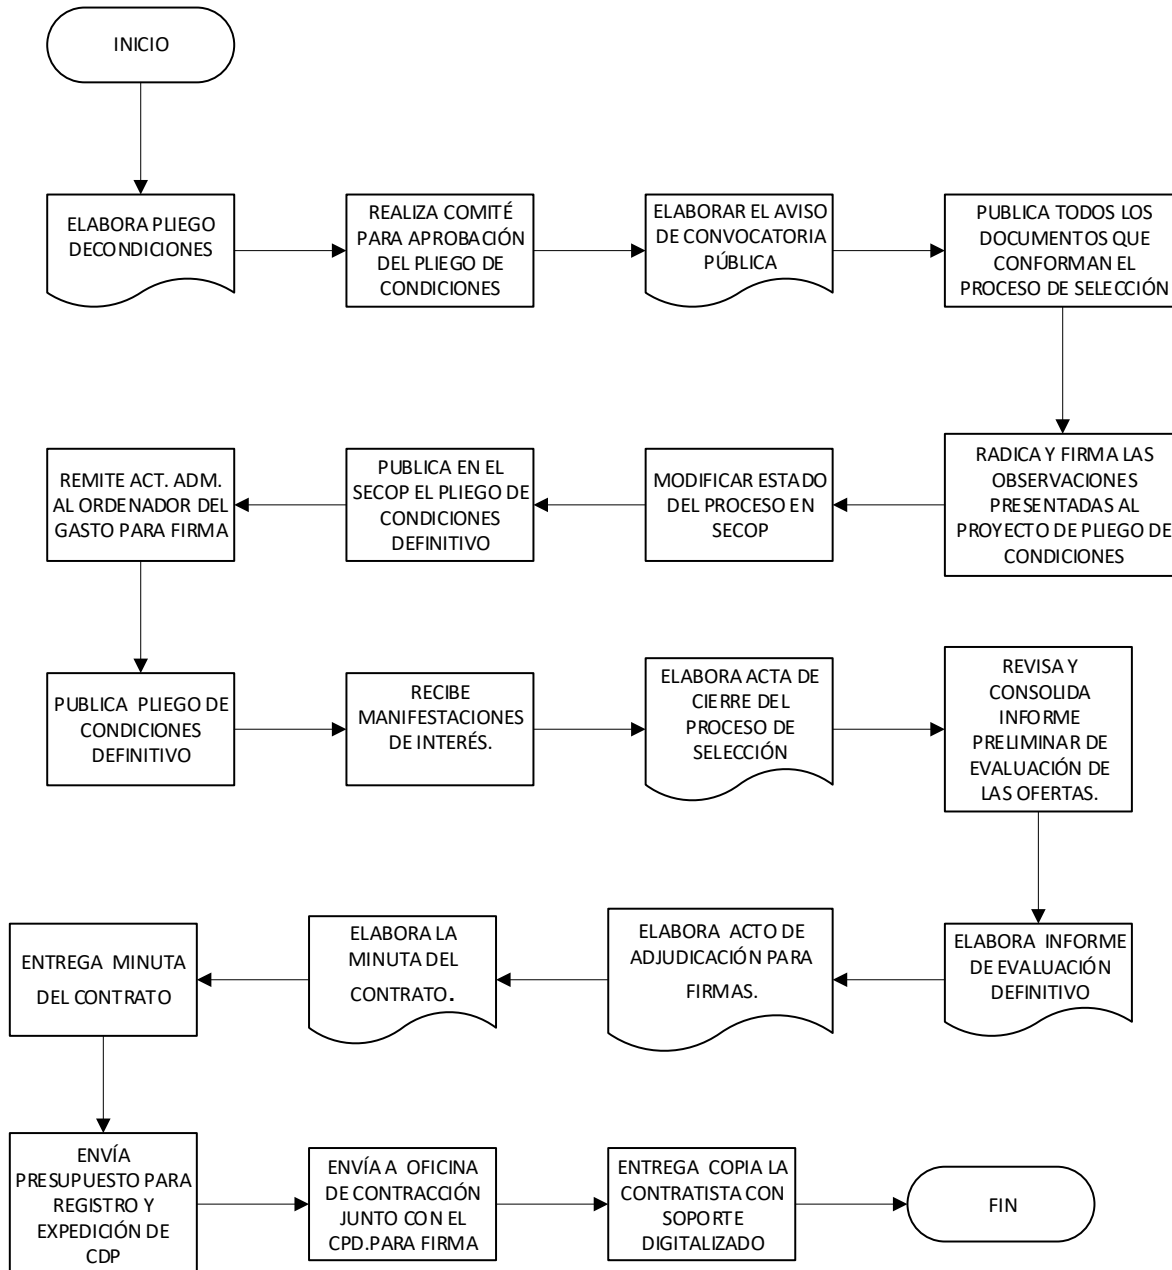 INICIO
ELABORA PLIEGO
DECONDICIONES
REALIZA COMITÉ
PARA APROBACIÓN
DEL PLIEGO DE
CONDICIONES
ELABORAR EL AVISO
DE CONVOCATORIA
PÚBLICA
PUBLICA TODOS LOS
DOCUMENTOS QUE
CONFORMAN EL
PROCESO DE SELECCIÓN
RADICA Y FIRMA LAS
OBSERVACIONES
PRESENTADAS AL
PROYECTO DE PLIEGO DE
CONDICIONES
MODIFICAR ESTADO
DEL PROCESO EN
SECOP
PUBLICA EN EL
SECOP EL PLIEGO DE
CONDICIONES
DEFINITIVO
REMITE ACT. ADM.
AL ORDENADOR DEL
GASTO PARA FIRMA
PUBLICA PLIEGO DE
CONDICIONES
DEFINITIVO
RECIBE
MANIFESTACIONES
DE INTERÉS.
ELABORA ACTA DE
CIERRE DEL
PROCESO DE
SELECCIÓN
REVISA Y
CONSOLIDA
INFORME
PRELIMINAR DE
EVALUACIÓN DE
LAS OFERTAS.
ELABORA INFORME
DE EVALUACIÓN
DEFINITIVO
ELABORA ACTO DE
ADJUDICACIÓN PARA
FIRMAS.
ELABORA LA
MINUTA DEL
CONTRATO.
ENTREGA MINUTA
DEL CONTRATO
ENVÍA
PRESUPUESTO PARA
REGISTRO Y
EXPEDICIÓN DE
CDP
ENVÍA A OFICINA
DE CONTRACCIÓN
JUNTO CON EL
CPD.PARA FIRMA
ENTREGA COPIA LA
CONTRATISTA CON
SOPORTE
DIGITALIZADO
FIN